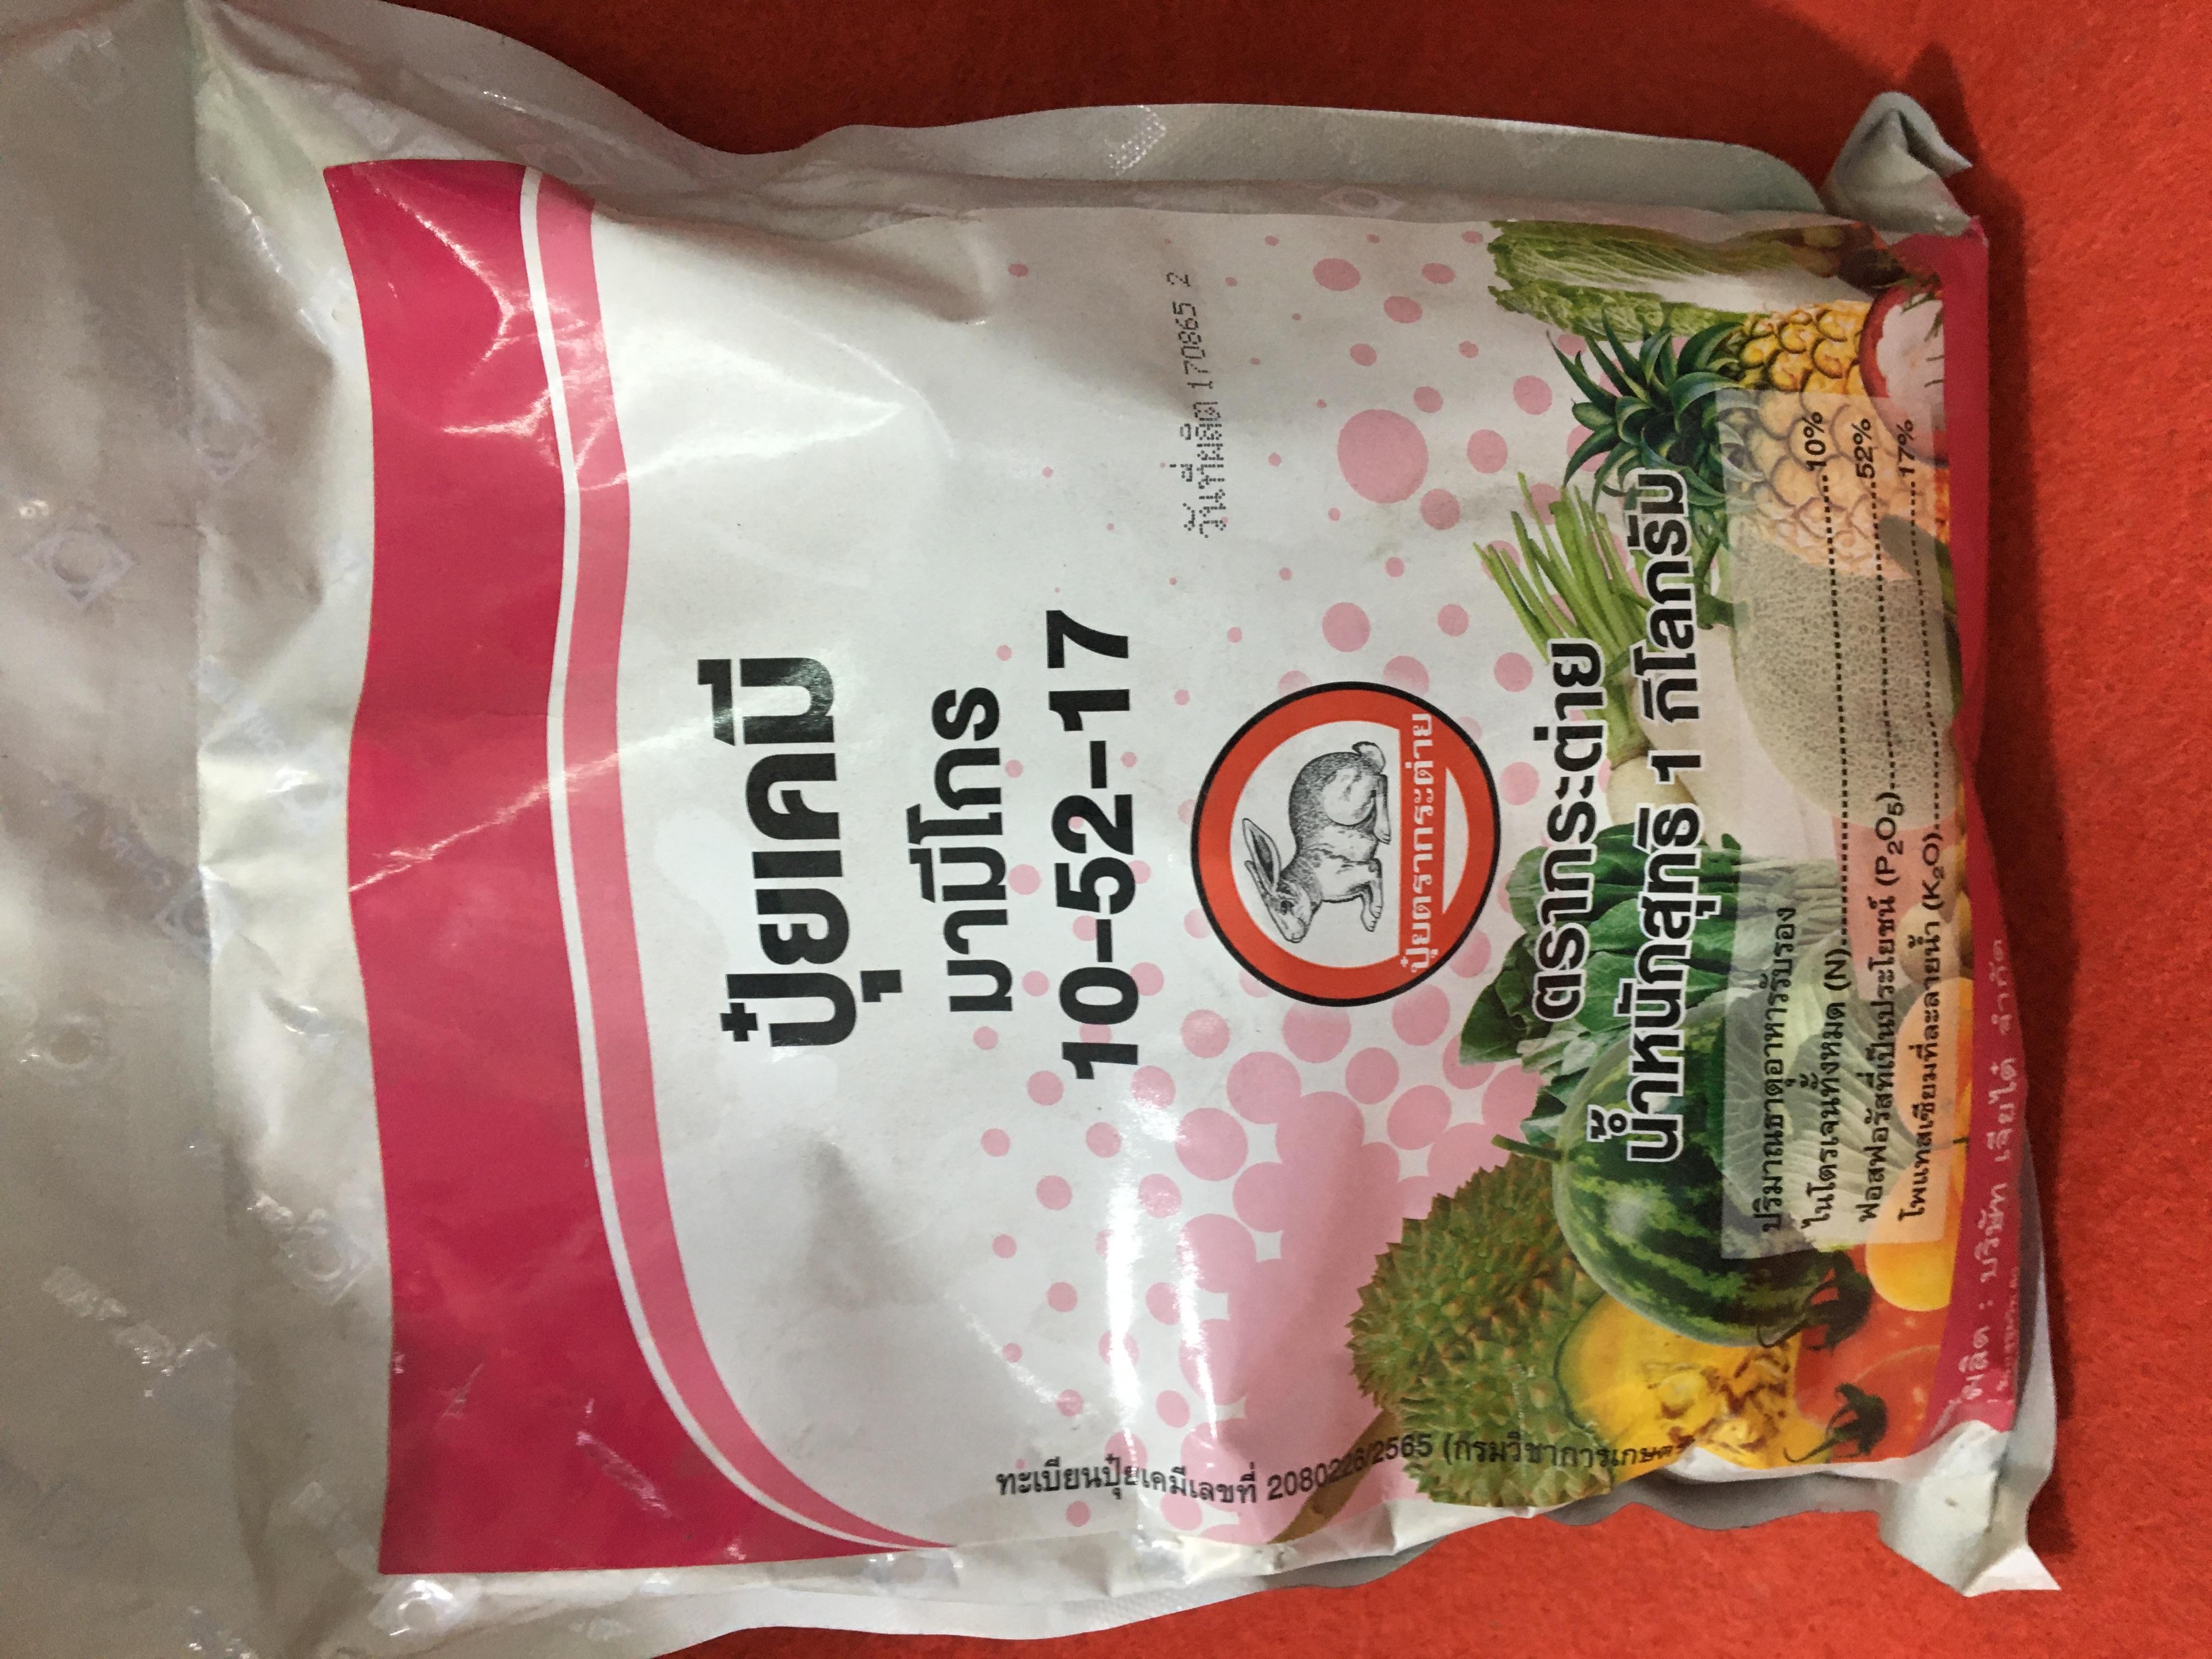 ปุ๋ยเคมี
มามีโกร
10-52-17
วันที่ผลิต 170865 2
ปุ๋ยตรากระต่าย
ตรากระต่าย
น้ำหนักสุทธิ 1 กิโลกรัม
ปริมาณธาตุอาหารรับรอง
ไนโตรเจนทั้งหมด (N) 10%
ฟอสฟอรัสที่เป็นประโยชน์ (P₂O₅) 52%
โพแทสเซียมที่ละลายน้ำ (K₂O) 17%
ผลิต : บริษัท เจียไต๋ จำกัด
ทะเบียนปุ๋ยเคมีเลขที่ 2080226/2565 (กรมวิชาการเกษตร